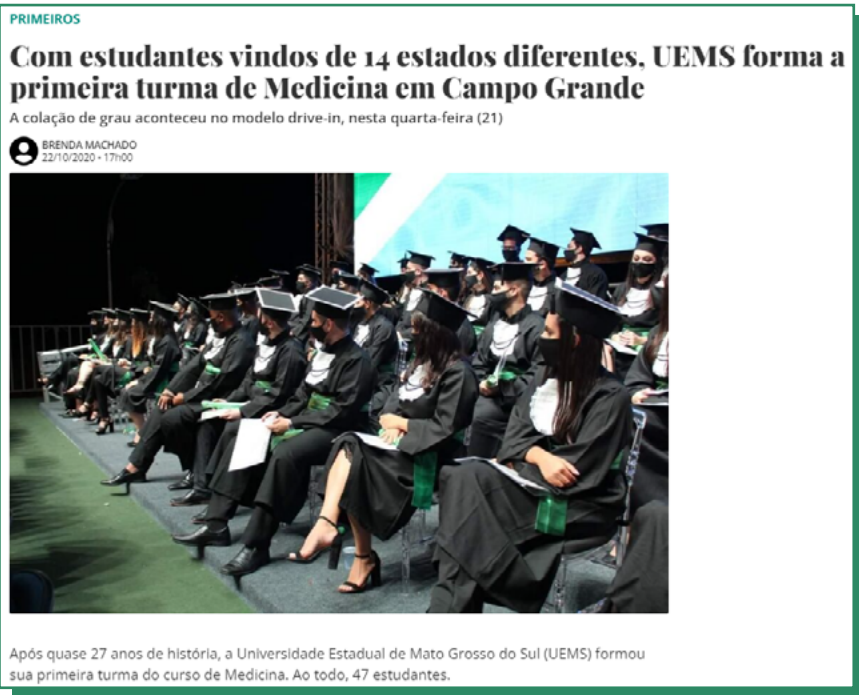 PRIMEIROS
Com estudantes vindos de 14 estados diferentes, UEMS forma a
primeira turma de Medicina em Campo Grande
A colação de grau aconteceu no modelo drive-in, nesta quarta-feira (21)
BRENDA MACHADO
22/10/2020 • 17h00
Após quase 27 anos de história, a Universidade Estadual de Mato Grosso do Sul (UEMS) formou
sua primeira turma do curso de Medicina. Ao todo, 47 estudantes.